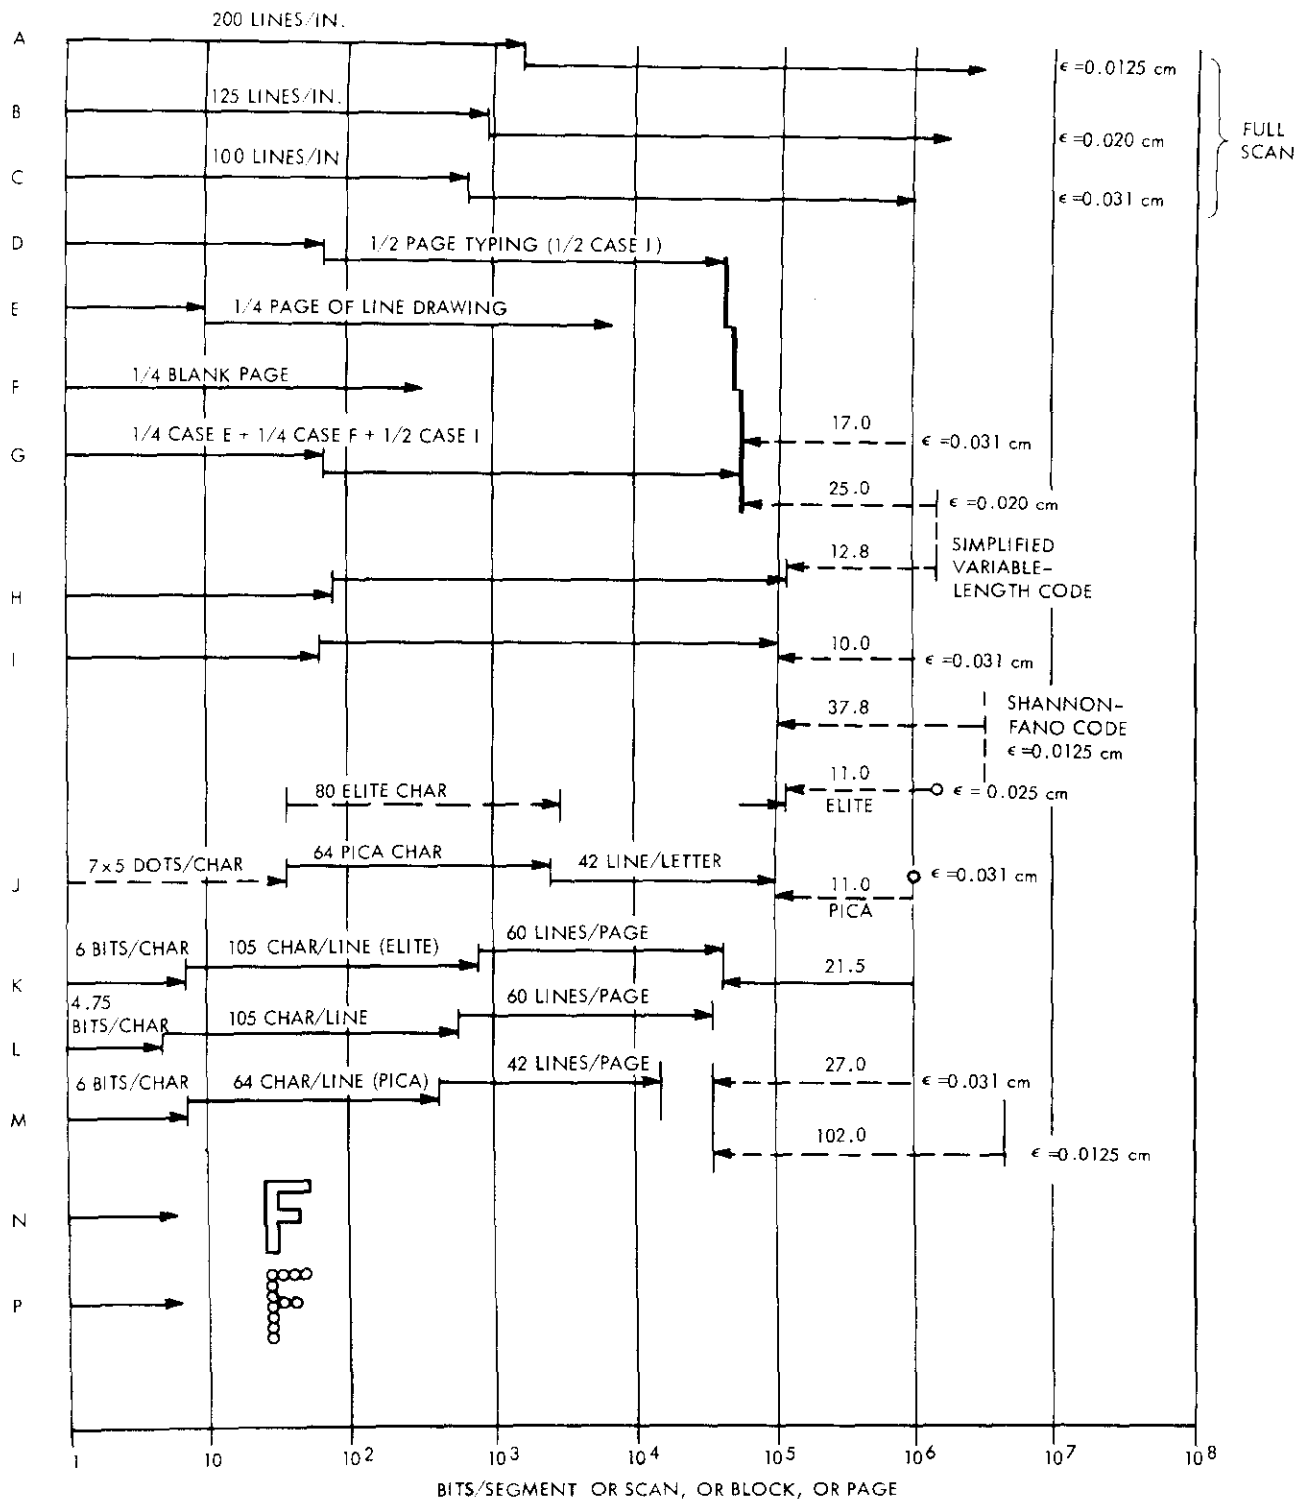 200 LINES/IN.
A
ϵ =0.0125 cm
125 LINES/IN.
B
ϵ =0.020 cm
FULL
SCAN
100 LINES/IN
C
ϵ =0.031 cm
D
1/2 PAGE TYPING (1/2 CASE I)
E
1/4 PAGE OF LINE DRAWING
F
1/4 BLANK PAGE
17.0
ϵ =0.031 cm
1/4 CASE E + 1/4 CASE F + 1/2 CASE I
G
25.0
ϵ =0.020 cm
12.8
SIMPLIFIED
VARIABLE-
LENGTH CODE
H
I
10.0
ϵ =0.031 cm
37.8
SHANNON-
FANO CODE
ϵ =0.0125 cm
80 ELITE CHAR
11.0
ELITE
ϵ = 0.025 cm
7x5 DOTS/CHAR
64 PICA CHAR
42 LINE/LETTER
J
11.0
PICA
ϵ =0.031 cm
6 BITS/CHAR
105 CHAR/LINE (ELITE)
60 LINES/PAGE
K
21.5
4.75
BITS/CHAR
105 CHAR/LINE
60 LINES/PAGE
L
6 BITS/CHAR
64 CHAR/LINE (PICA)
42 LINES/PAGE
27.0
ϵ =0.031 cm
M
102.0
ϵ =0.0125 cm
N
F
P
F
1 10 10² 10³ 10⁴ 10⁵ 10⁶ 10⁷ 10⁸
BITS/SEGMENT OR SCAN, OR BLOCK, OR PAGE